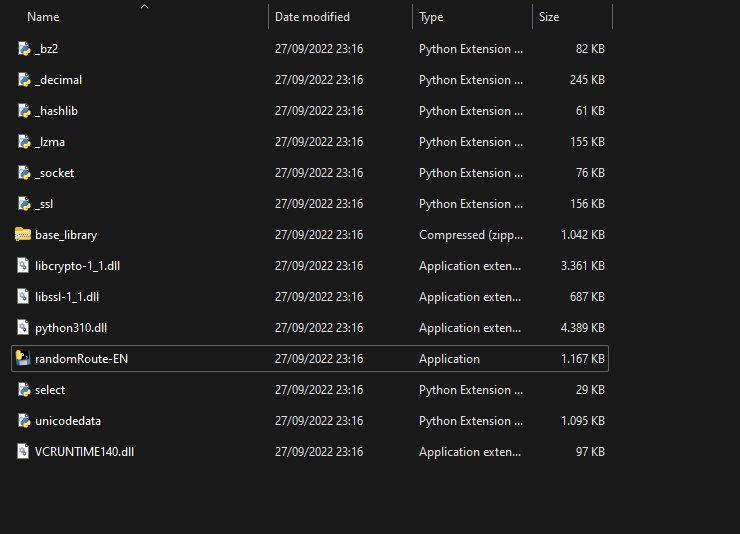 Name Date modified Type Size
_bz2 27/09/2022 23:16 Python Extension ... 82 KB
_decimal 27/09/2022 23:16 Python Extension ... 245 KB
_hashlib 27/09/2022 23:16 Python Extension ... 61 KB
_lzma 27/09/2022 23:16 Python Extension ... 155 KB
_socket 27/09/2022 23:16 Python Extension ... 76 KB
_ssl 27/09/2022 23:16 Python Extension ... 156 KB
base_library 27/09/2022 23:16 Compressed (zipp... 1.042 KB
libcrypto-1_1.dll 27/09/2022 23:16 Application exten... 3.361 KB
libssl-1_1.dll 27/09/2022 23:16 Application exten... 687 KB
python310.dll 27/09/2022 23:16 Application exten... 4.389 KB
randomRoute-EN 27/09/2022 23:16 Application 1.167 KB
select 27/09/2022 23:16 Python Extension ... 29 KB
unicodedata 27/09/2022 23:16 Python Extension ... 1.095 KB
VCRUNTIME140.dll 27/09/2022 23:16 Application exten... 97 KB